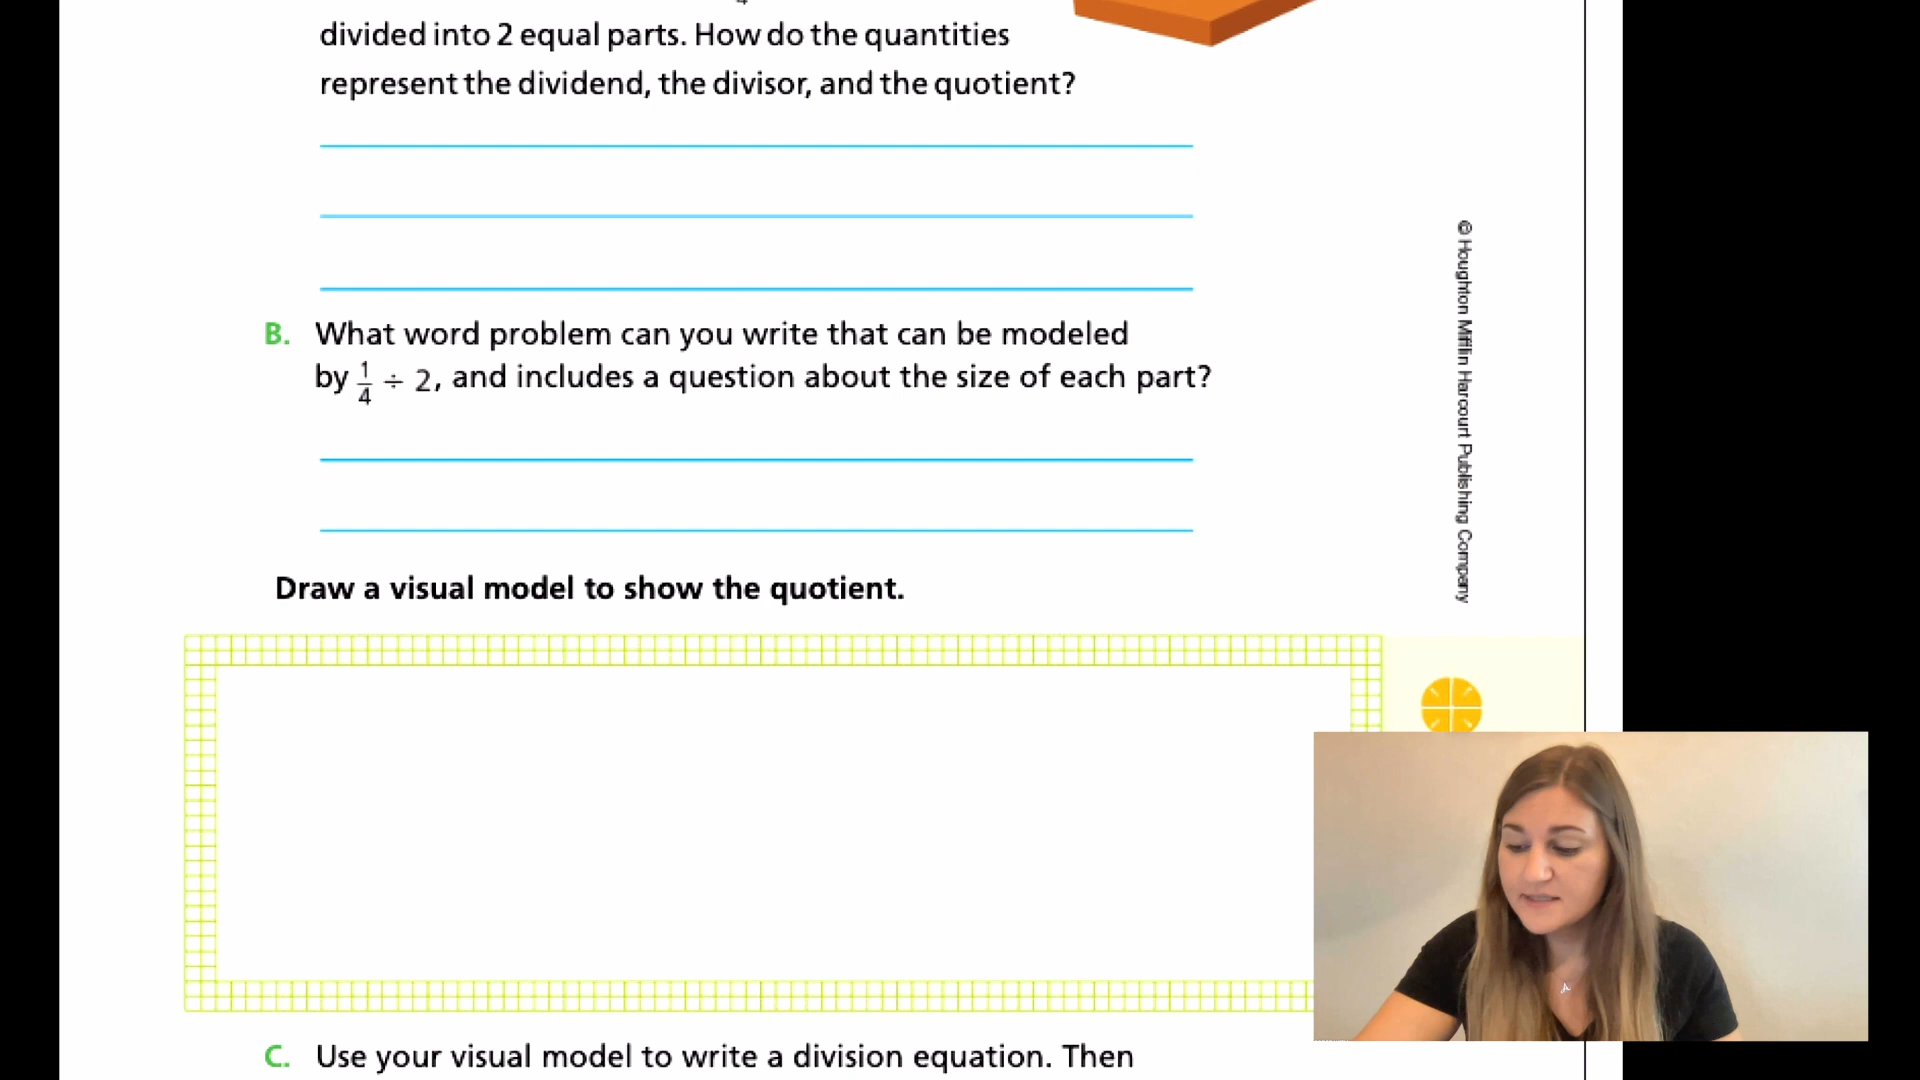 4
divided into 2 equal parts. How do the quantities
represent the dividend, the divisor, and the quotient?
B. What word problem can you write that can be modeled
by 1/4 ÷ 2, and includes a question about the size of each part?
© Houghton Mifflin Harcourt Publishing Company
Draw a visual model to show the quotient.
C. Use your visual model to write a division equation. Then